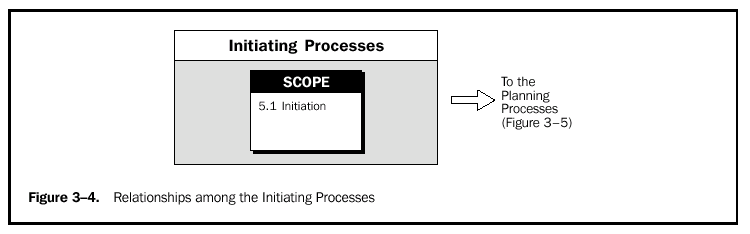 Initiating Processes
SCOPE
5.1 Initiation
To the
Planning
Processes
(Figure 3–5)
Figure 3–4. Relationships among the Initiating Processes